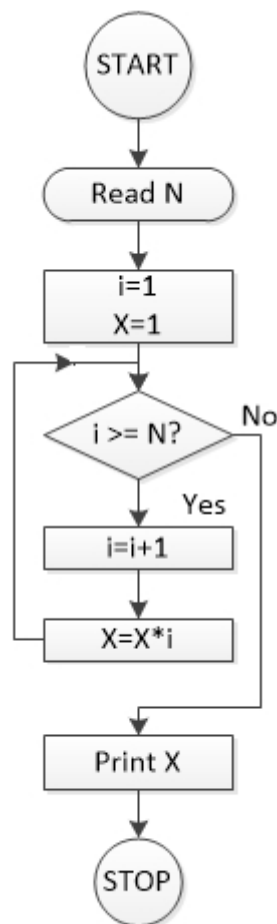 START
Read N
i=1
X=1
i >= N?
No
Yes
i=i+1
X=X*i
Print X
STOP